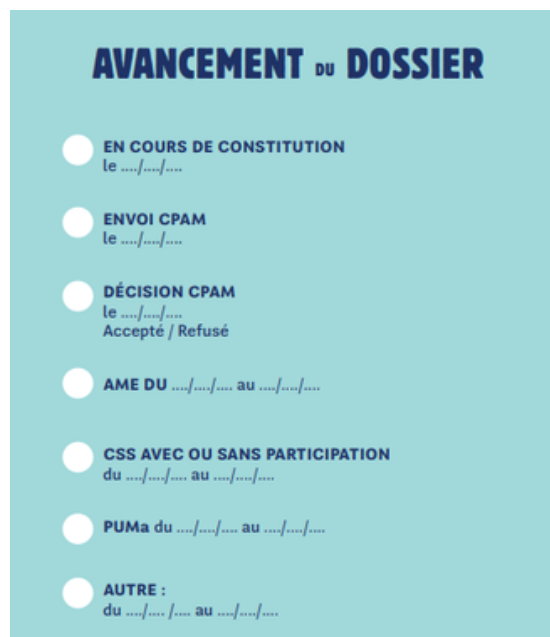 AVANCEMENT DU DOSSIER
EN COURS DE CONSTITUTION
le ..../..../....
ENVOI CPAM
le ..../..../....
DÉCISION CPAM
le ..../..../....
Accepté / Refusé
AME DU ..../..../.... au ..../..../....
CSS AVEC OU SANS PARTICIPATION
du ..../..../.... au ..../..../....
PUMa du ..../..../.... au ..../..../....
AUTRE :
du ..../.... /.... au ..../..../....